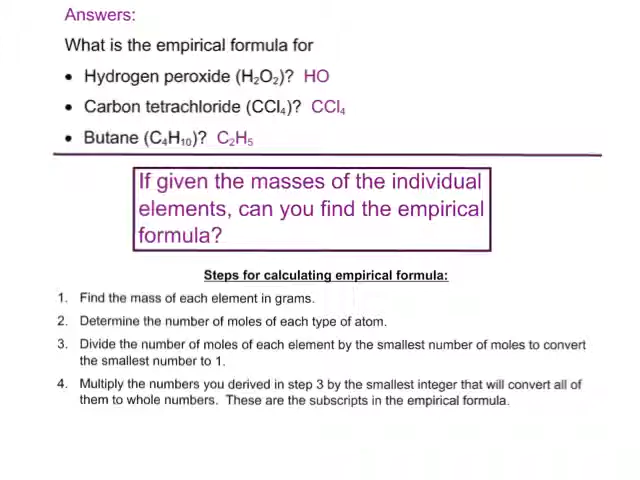 Answers:
What is the empirical formula for
• Hydrogen peroxide (H₂O₂)? HO
• Carbon tetrachloride (CCl₄)? CCl₄
• Butane (C₄H₁₀)? C₂H₅
If given the masses of the individual
elements, can you find the empirical
formula?
Steps for calculating empirical formula:
1. Find the mass of each element in grams.
2. Determine the number of moles of each type of atom.
3. Divide the number of moles of each element by the smallest number of moles to convert
the smallest number to 1.
4. Multiply the numbers you derived in step 3 by the smallest integer that will convert all of
them to whole numbers. These are the subscripts in the empirical formula.